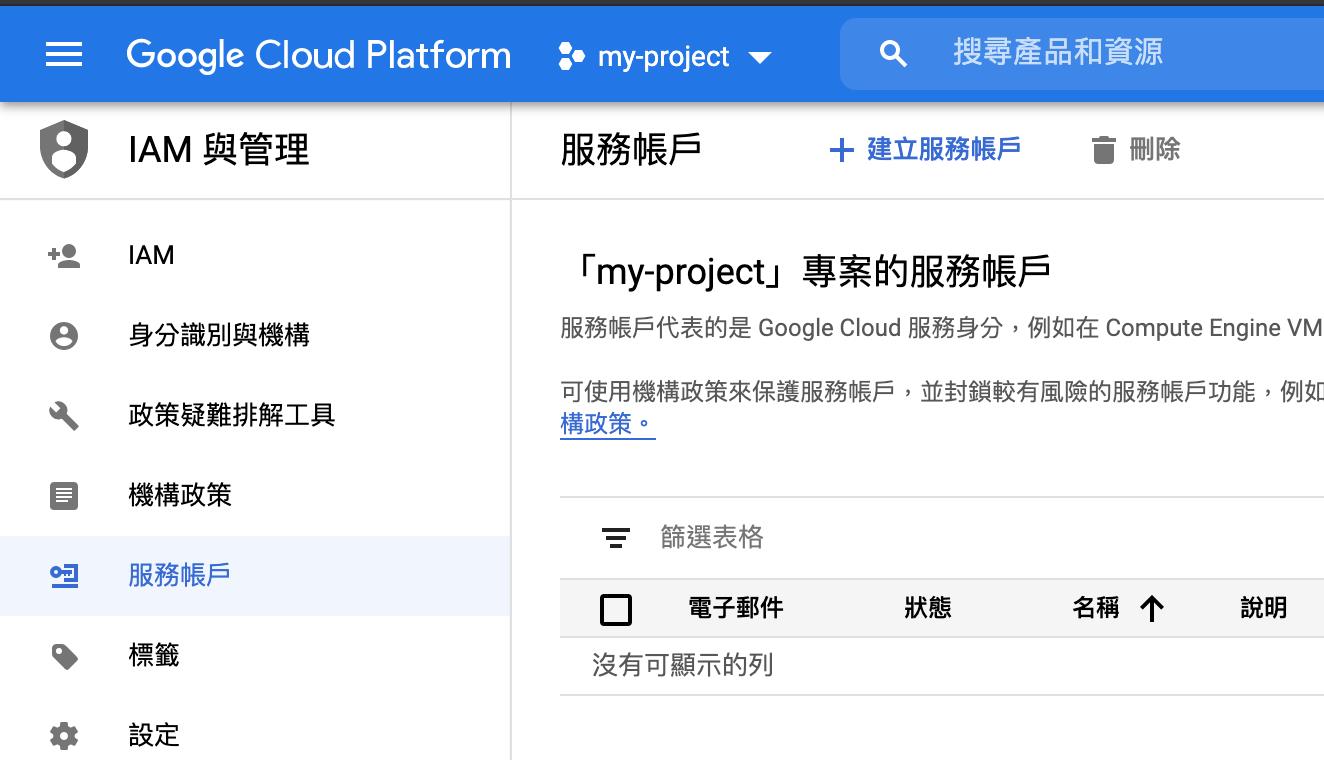 Google Cloud Platform
my-project
搜尋產品和資源
IAM 與管理
服務帳戶
建立服務帳戶
刪除
IAM
身分識別與機構
政策疑難排解工具
機構政策
服務帳戶
標籤
設定
「my-project」專案的服務帳戶
服務帳戶代表的是 Google Cloud 服務身分，例如在 Compute Engine VM
可使用機構政策來保護服務帳戶，並封鎖較有風險的服務帳戶功能，例如
構政策。
篩選表格
電子郵件 狀態 名稱 說明
沒有可顯示的列